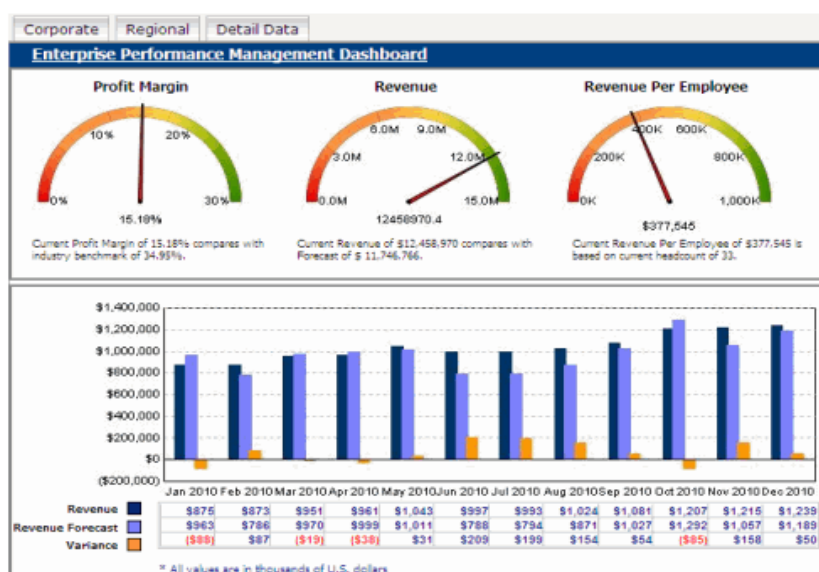 Corporate Regional Detail Data
Enterprise Performance Management Dashboard
Profit Margin
10% 20%
0% 30%
15.18%
Current Profit Margin of 15.18% compares with
industry benchmark of 34.95%.
Revenue
6.0M 9.0M
3.0M 12.0M
0.0M 15.0M
12458970.4
Current Revenue of $12,458,970 compares with
Forecast of $ 11,746,766.
Revenue Per Employee
400K 600K
200K 800K
0K 1,000K
$377,545
Current Revenue Per Employee of $377,545 is
based on current headcount of 33.
$1,400,000
$1,200,000
$1,000,000
$800,000
$600,000
$400,000
$200,000
$0
($200,000)
Jan 2010 Feb 2010 Mar 2010 Apr 2010 May 2010 Jun 2010 Jul 2010 Aug 2010 Sep 2010 Oct 2010 Nov 2010 Dec 2010
Revenue $875 $873 $951 $961 $1,043 $997 $993 $1,024 $1,081 $1,207 $1,215 $1,239
Revenue Forecast $963 $786 $970 $999 $1,011 $788 $794 $871 $1,027 $1,292 $1,057 $1,189
Variance ($88) $87 ($19) ($38) $31 $209 $199 $154 $54 ($85) $158 $50
* All values are in thousands of U.S. dollars